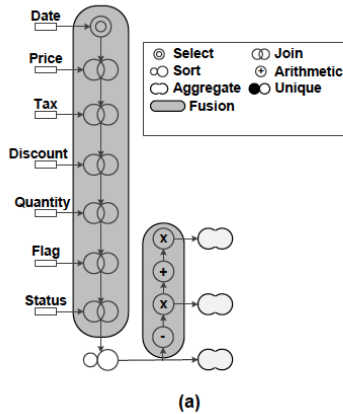 Date
Price
Tax
Discount
Quantity
Flag
Status
Select
Join
Sort
+ Arithmetic
Aggregate
Unique
Fusion
x
+
x
-
(a)